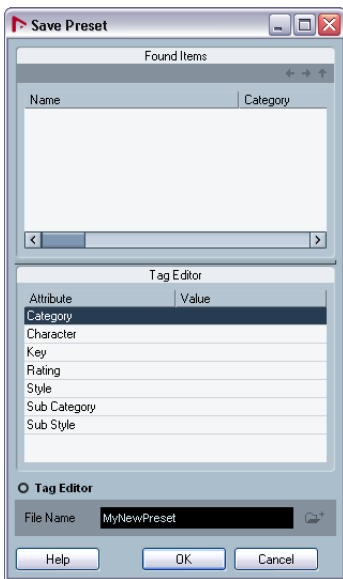 Save Preset
Found Items
Name Category
Tag Editor
Attribute Value
Category
Character
Key
Rating
Style
Sub Category
Sub Style
Tag Editor
File Name MyNewPreset
Help OK Cancel